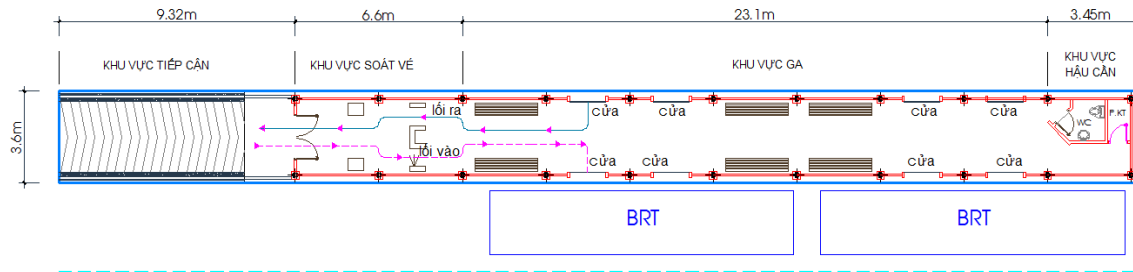 9.32m 6.6m 23.1m 3.45m
KHU VỰC TIẾP CẬN KHU VỰC SOÁT VÉ KHU VỰC GA KHU VỰC
HẬU CẦN
3.6m
lối ra cửa cửa cửa cửa
WC P.KT
lối vào cửa cửa cửa cửa
BRT BRT